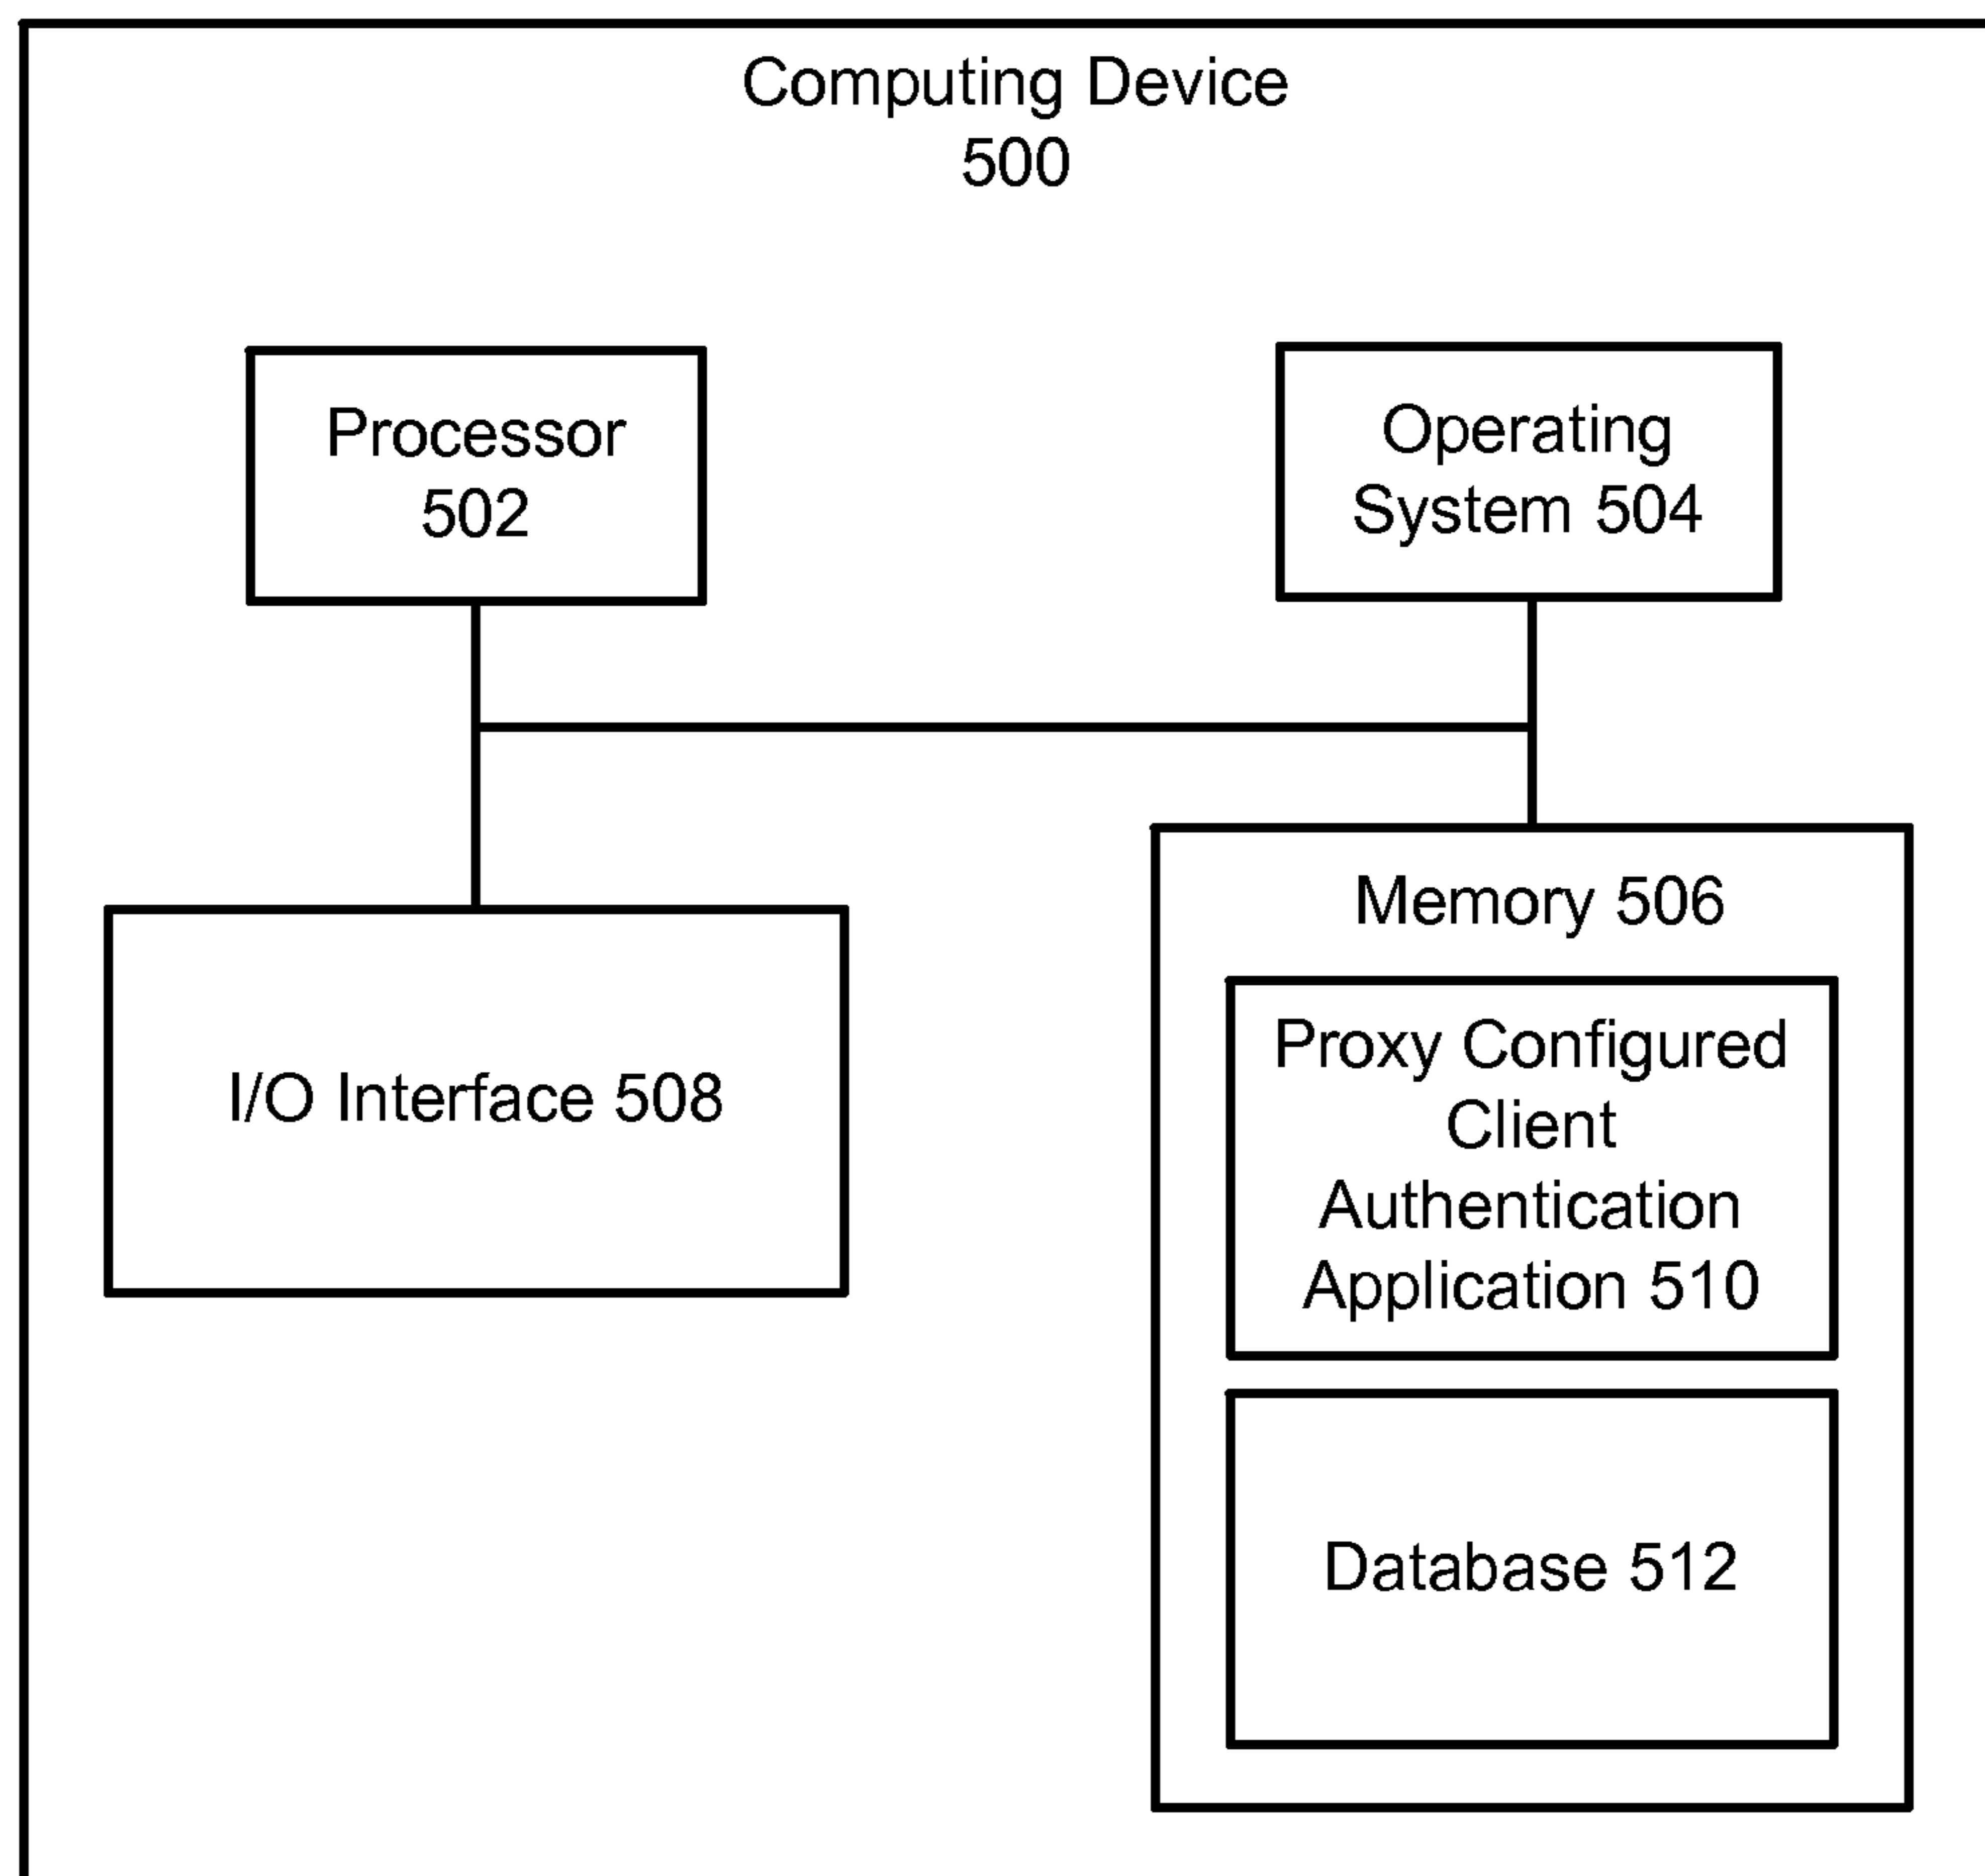 Computing Device
500
Processor
502
Operating
System 504
Memory 506
I/O Interface 508
Proxy Configured
Client
Authentication
Application 510
Database 512